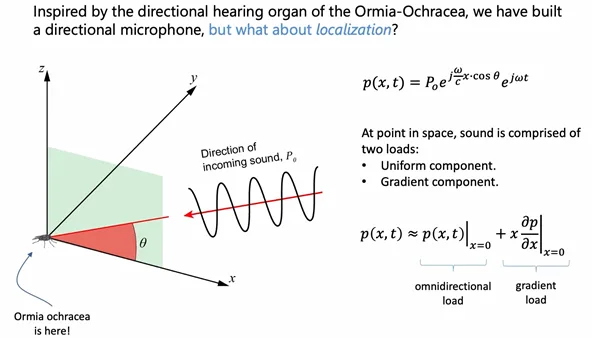 Inspired by the directional hearing organ of the Ormia-Ochracea, we have built
a directional microphone, but what about localization?
z
y
Direction of
incoming sound, P₀
θ
x
Ormia ochracea
is here!
p(x, t) = Pₒe^{j(ω/c)x·cos θ}e^{jωt}
At point in space, sound is comprised of
two loads:
• Uniform component.
• Gradient component.
p(x, t) ≈ p(x, t)|ₓ₌₀ + x ∂p/∂x|ₓ₌₀
omnidirectional gradient
load load